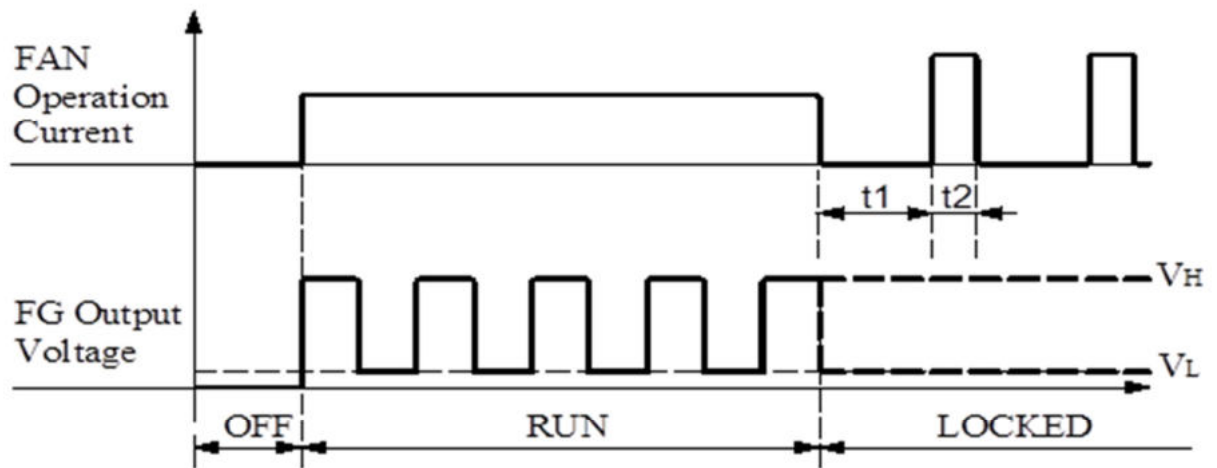 FAN
Operation
Current
t1 t2
FG Output
Voltage
VH
VL
OFF RUN LOCKED